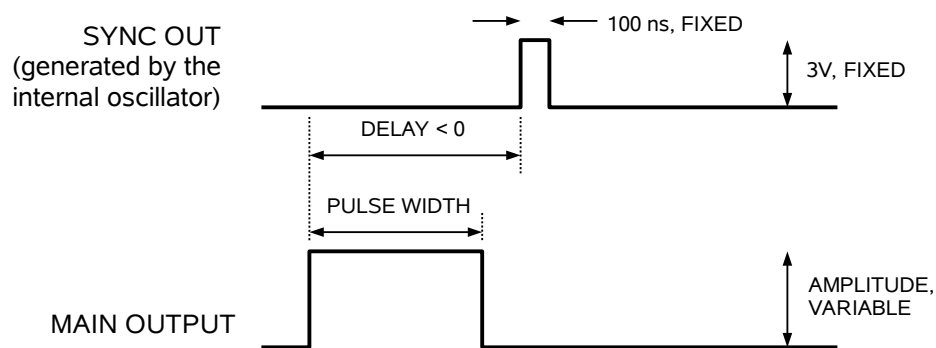 100 ns, FIXED
SYNC OUT
(generated by the
internal oscillator)
3V, FIXED
DELAY < 0
PULSE WIDTH
AMPLITUDE,
VARIABLE
MAIN OUTPUT